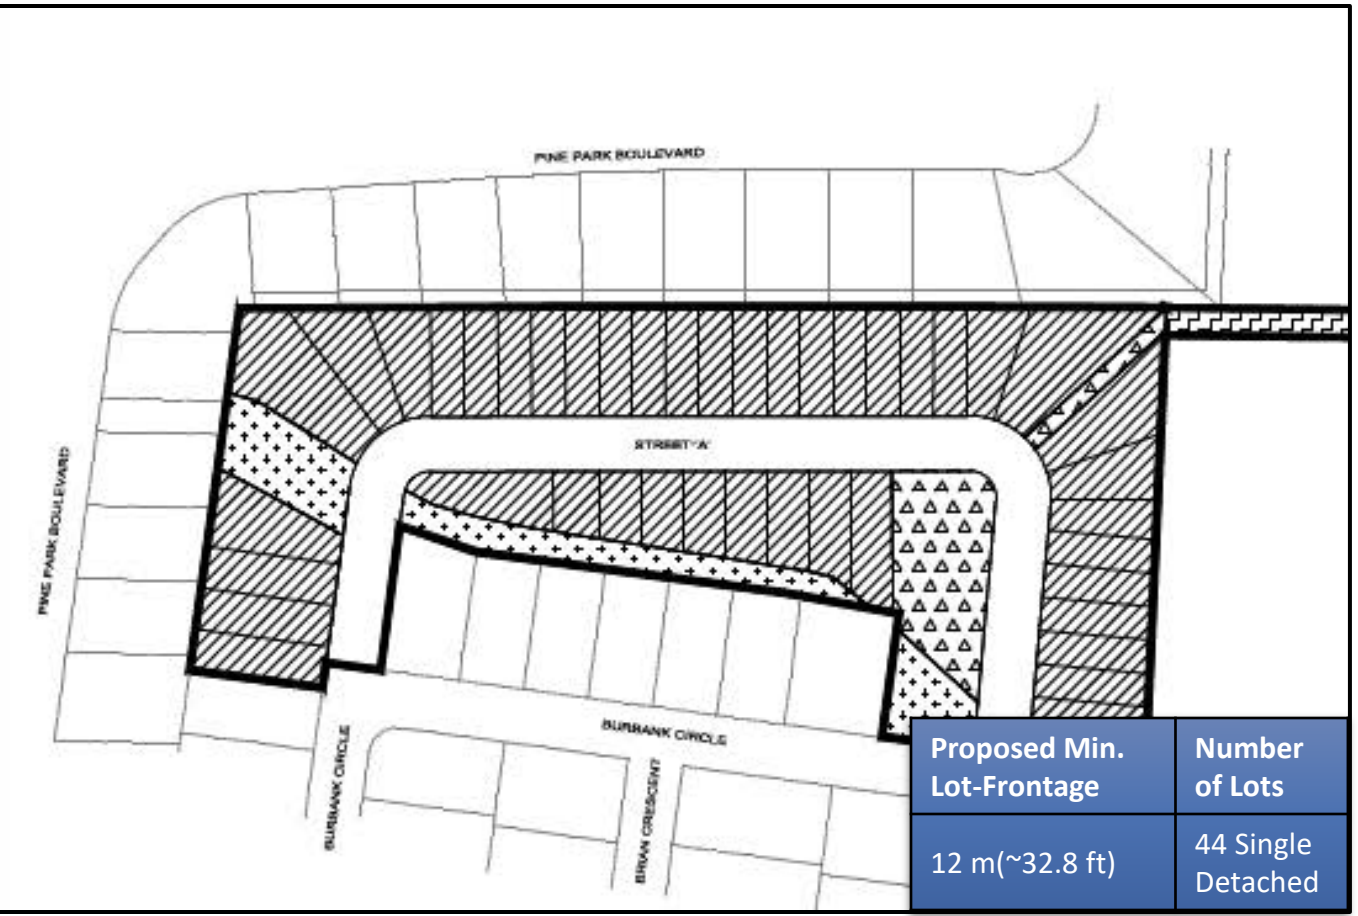 PINE PARK BOULEVARD
STREET 'A'
PINE PARK BOULEVARD
BURBANK CIRCLE
BURBANK CIRCLE
BRIAN CRESCENT
Proposed Min.
Lot-Frontage
Number
of Lots
12 m(~32.8 ft)
44 Single
Detached